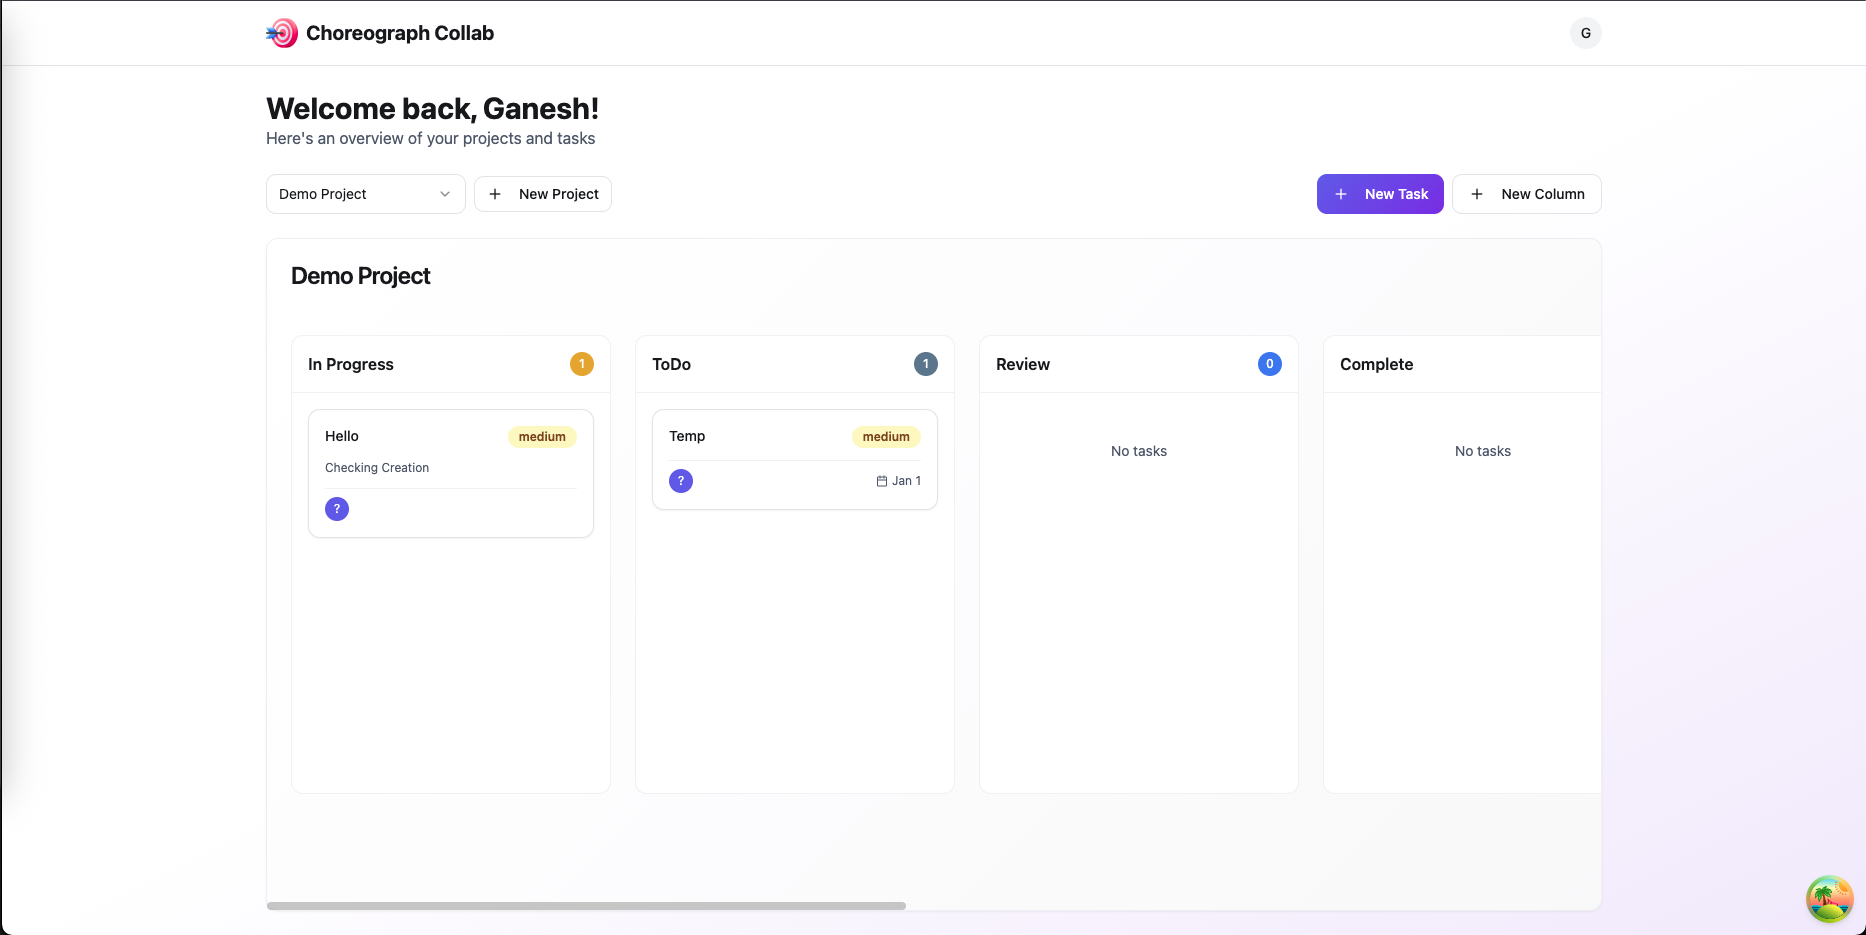 Choreograph Collab
G
Welcome back, Ganesh!
Here's an overview of your projects and tasks
Demo Project
New Project
New Task
New Column
Demo Project
In Progress
1
Hello
medium
Checking Creation
?
ToDo
1
Temp
medium
?
Jan 1
Review
0
No tasks
Complete
No tasks